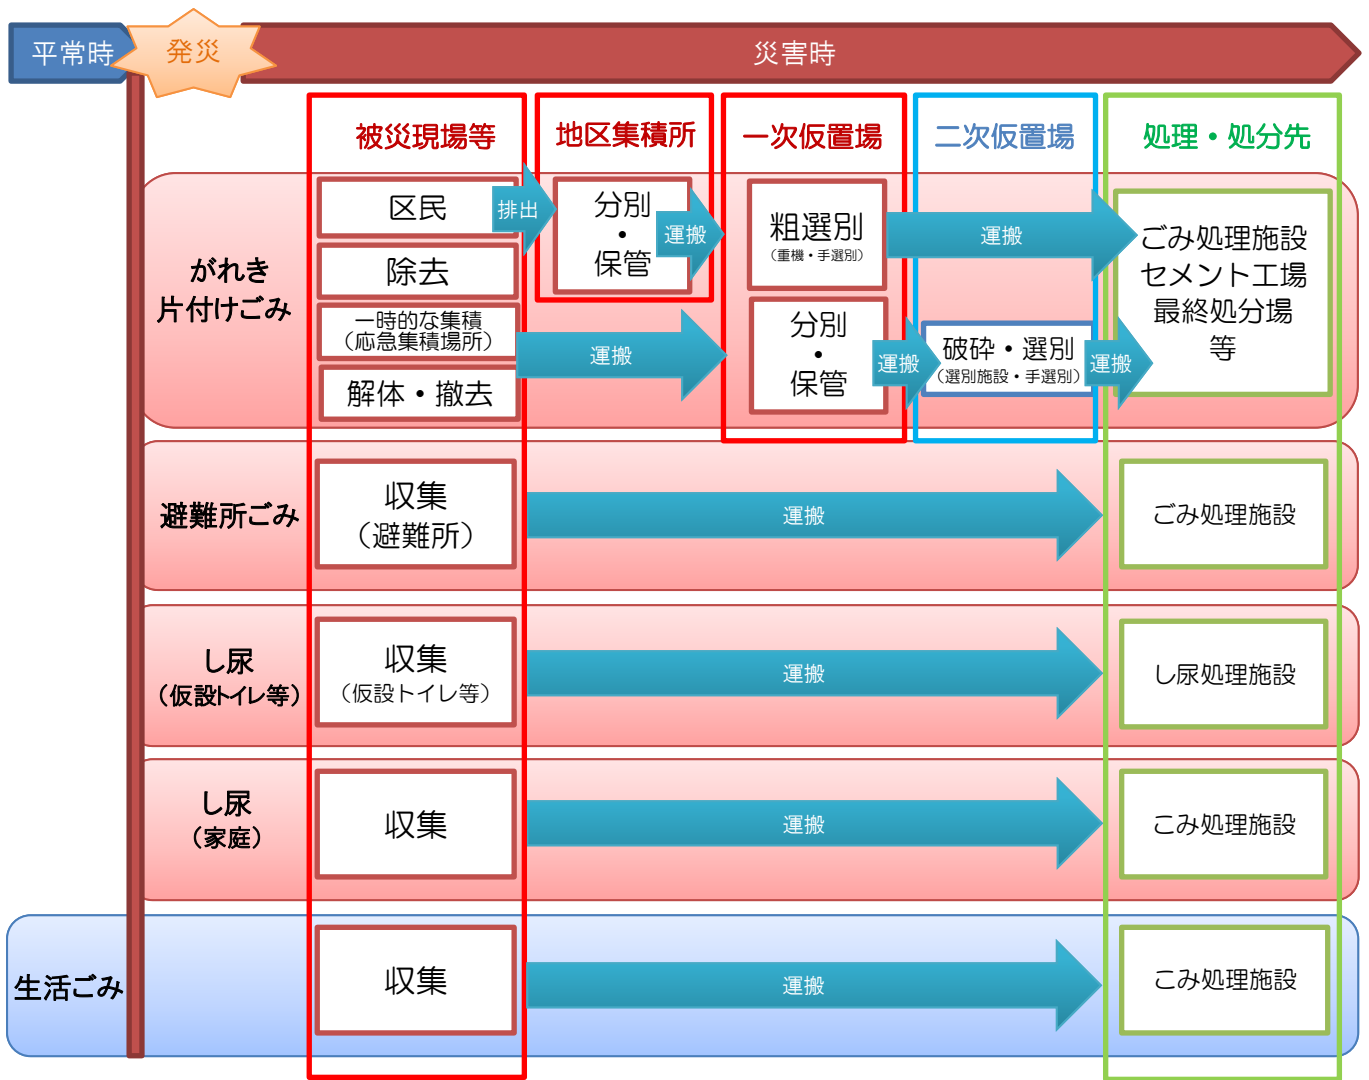 平常時
発災
災害時
被災現場等
地区集積所
一次仮置場
二次仮置場
処理・処分先
がれき
片付けごみ
区民
除去
一時的な集積
（応急集積場所）
解体・撤去
排出
分別
・
保管
運搬
運搬
粗選別
（重機・手選別）
分別
・
保管
運搬
運搬
破砕・選別
（選別施設・手選別）
運搬
ごみ処理施設
セメント工場
最終処分場
等
避難所ごみ
収集
（避難所）
運搬
ごみ処理施設
し尿
（仮設トイレ等）
収集
（仮設トイレ等）
運搬
し尿処理施設
し尿
（家庭）
収集
運搬
こみ処理施設
生活ごみ
収集
運搬
こみ処理施設